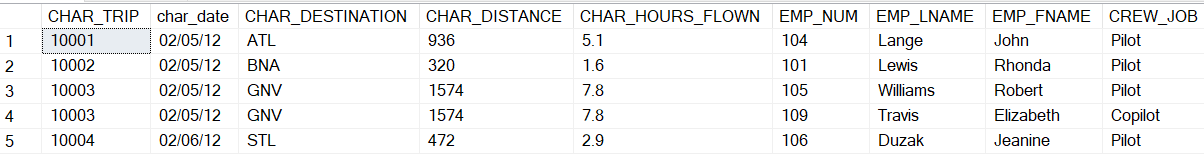 CHAR_TRIP char_date CHAR_DESTINATION CHAR_DISTANCE CHAR_HOURS_FLOWN EMP_NUM EMP_LNAME EMP_FNAME CREW_JOB
1 10001 02/05/12 ATL 936 5.1 104 Lange John Pilot
2 10002 02/05/12 BNA 320 1.6 101 Lewis Rhonda Pilot
3 10003 02/05/12 GNV 1574 7.8 105 Williams Robert Pilot
4 10003 02/05/12 GNV 1574 7.8 109 Travis Elizabeth Copilot
5 10004 02/06/12 STL 472 2.9 106 Duzak Jeanine Pilot